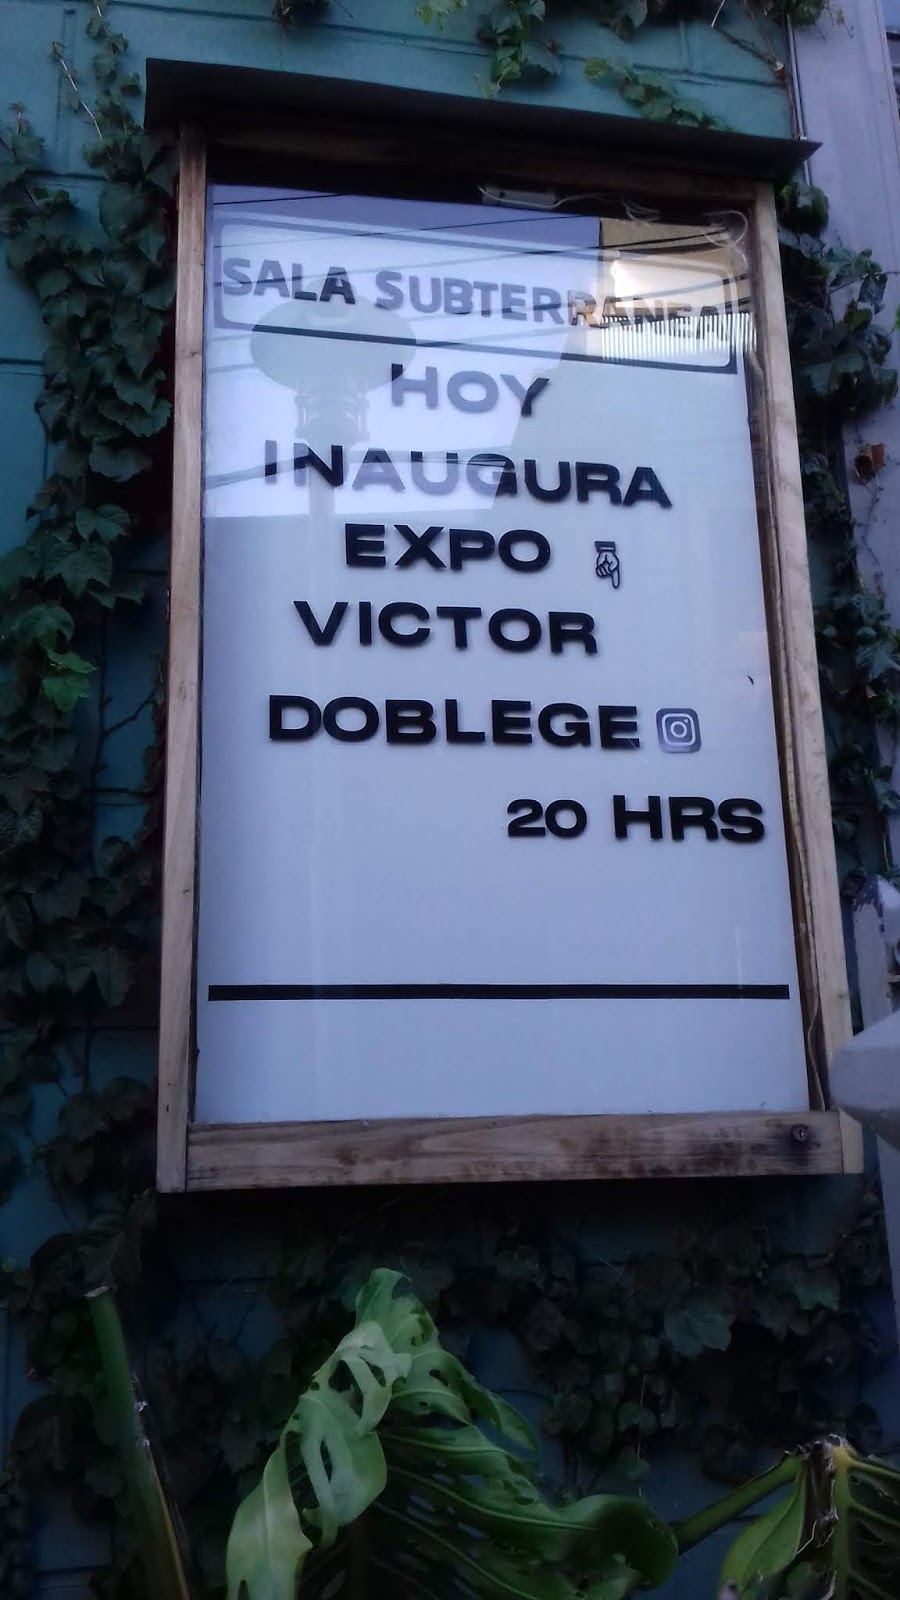 SALA SUBTERRANEA
HOY
INAUGURA
EXPO
VICTOR
DOBLEGE
20 HRS